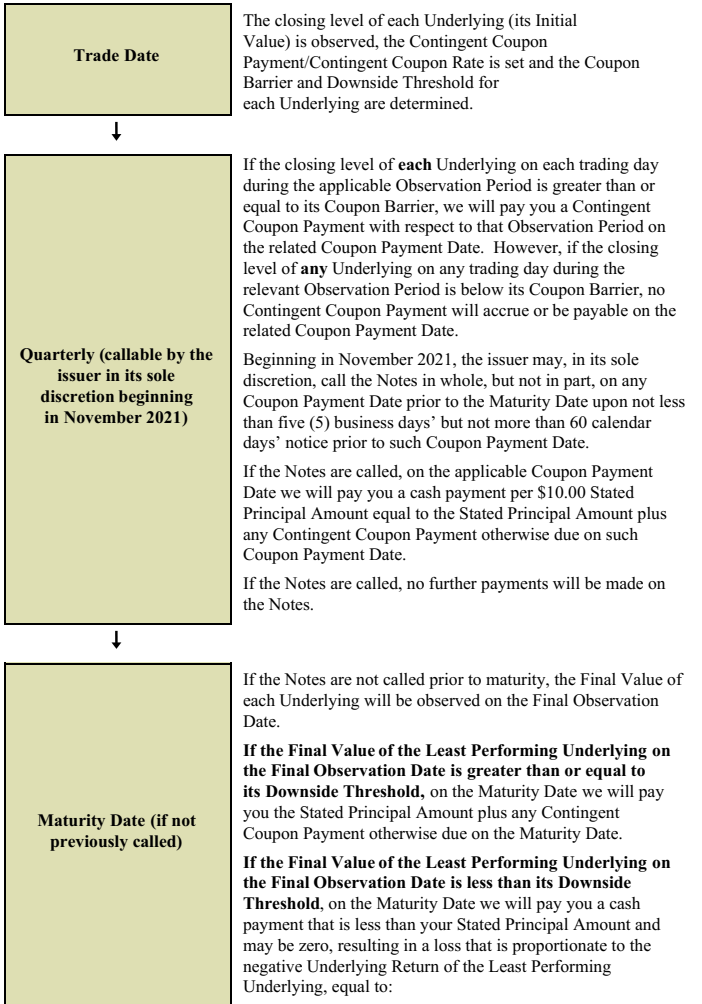 Trade Date
The closing level of each Underlying (its Initial
Value) is observed, the Contingent Coupon
Payment/Contingent Coupon Rate is set and the Coupon
Barrier and Downside Threshold for
each Underlying are determined.
Quarterly (callable by the
issuer in its sole
discretion beginning
in November 2021)
If the closing level of each Underlying on each trading day
during the applicable Observation Period is greater than or
equal to its Coupon Barrier, we will pay you a Contingent
Coupon Payment with respect to that Observation Period on
the related Coupon Payment Date. However, if the closing
level of any Underlying on any trading day during the
relevant Observation Period is below its Coupon Barrier, no
Contingent Coupon Payment will accrue or be payable on the
related Coupon Payment Date.
Beginning in November 2021, the issuer may, in its sole
discretion, call the Notes in whole, but not in part, on any
Coupon Payment Date prior to the Maturity Date upon not less
than five (5) business days’ but not more than 60 calendar
days’ notice prior to such Coupon Payment Date.
If the Notes are called, on the applicable Coupon Payment
Date we will pay you a cash payment per $10.00 Stated
Principal Amount equal to the Stated Principal Amount plus
any Contingent Coupon Payment otherwise due on such
Coupon Payment Date.
If the Notes are called, no further payments will be made on
the Notes.
Maturity Date (if not
previously called)
If the Notes are not called prior to maturity, the Final Value of
each Underlying will be observed on the Final Observation
Date.
If the Final Value of the Least Performing Underlying on
the Final Observation Date is greater than or equal to
its Downside Threshold, on the Maturity Date we will pay
you the Stated Principal Amount plus any Contingent
Coupon Payment otherwise due on the Maturity Date.
If the Final Value of the Least Performing Underlying on
the Final Observation Date is less than its Downside
Threshold, on the Maturity Date we will pay you a cash
payment that is less than your Stated Principal Amount and
may be zero, resulting in a loss that is proportionate to the
negative Underlying Return of the Least Performing
Underlying, equal to: